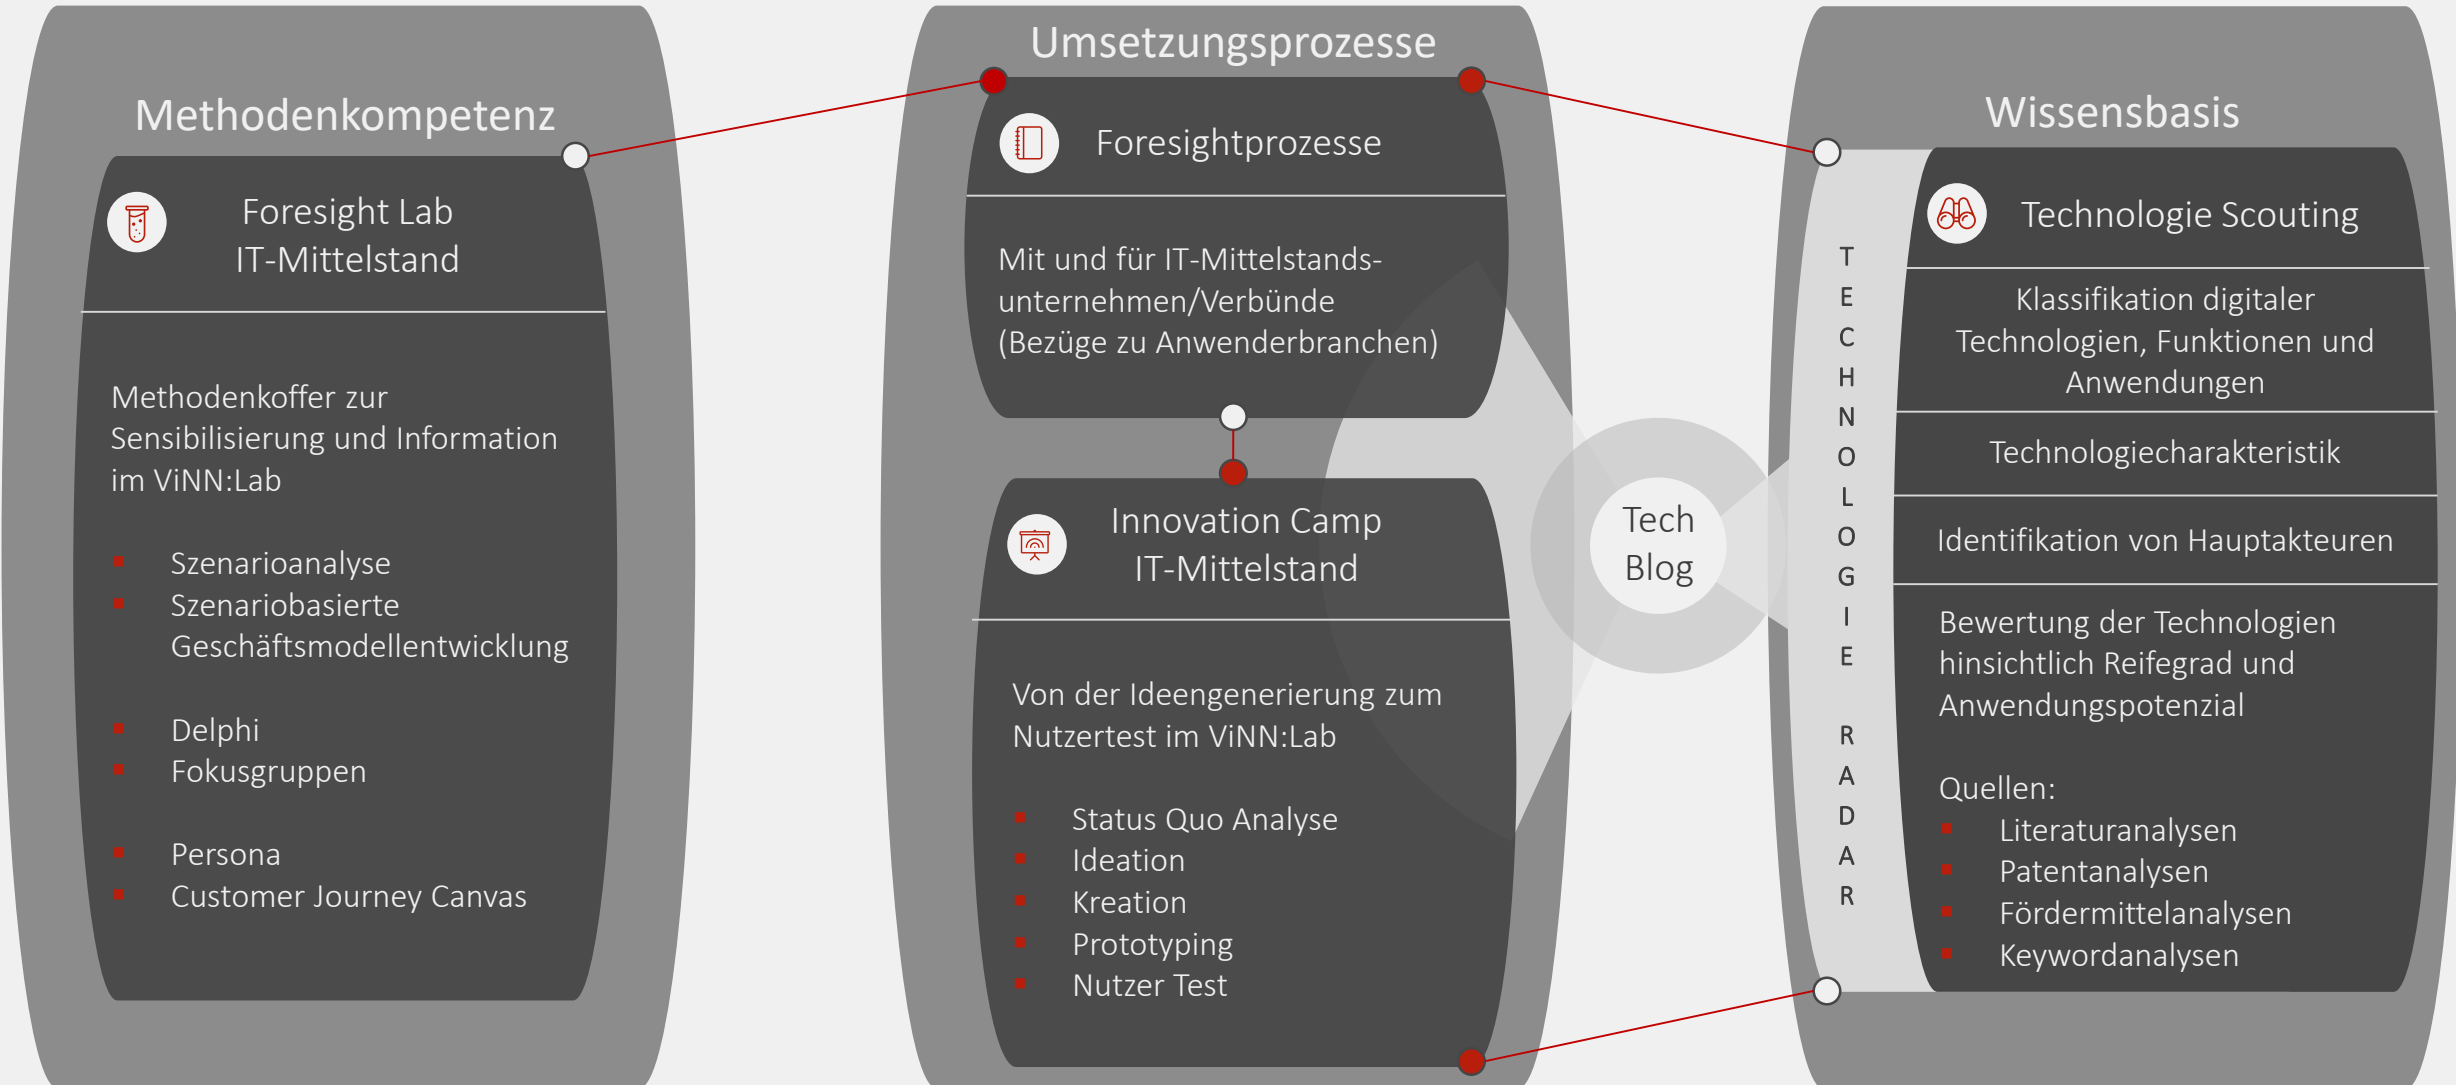 Methodenkompetenz
Foresight Lab
IT-Mittelstand
Methodenkoffer zur
Sensibilisierung und Information
im ViNN:Lab
Szenarioanalyse
Szenariobasierte
Geschäftsmodellentwicklung
Delphi
Fokusgruppen
Persona
Customer Journey Canvas
Umsetzungsprozesse
Foresightprozesse
Mit und für IT-Mittelstands-
unternehmen/Verbünde
(Bezüge zu Anwenderbranchen)
Innovation Camp
IT-Mittelstand
Von der Ideengenerierung zum
Nutzertest im ViNN:Lab
Status Quo Analyse
Ideation
Kreation
Prototyping
Nutzer Test
Tech
Blog
Wissensbasis
TECHNOLOGIE RADAR
Technologie Scouting
Klassifikation digitaler
Technologien, Funktionen und
Anwendungen
Technologiecharakteristik
Identifikation von Hauptakteuren
Bewertung der Technologien
hinsichtlich Reifegrad und
Anwendungspotenzial
Quellen:
Literaturanalysen
Patentanalysen
Fördermittelanalysen
Keywordanalysen